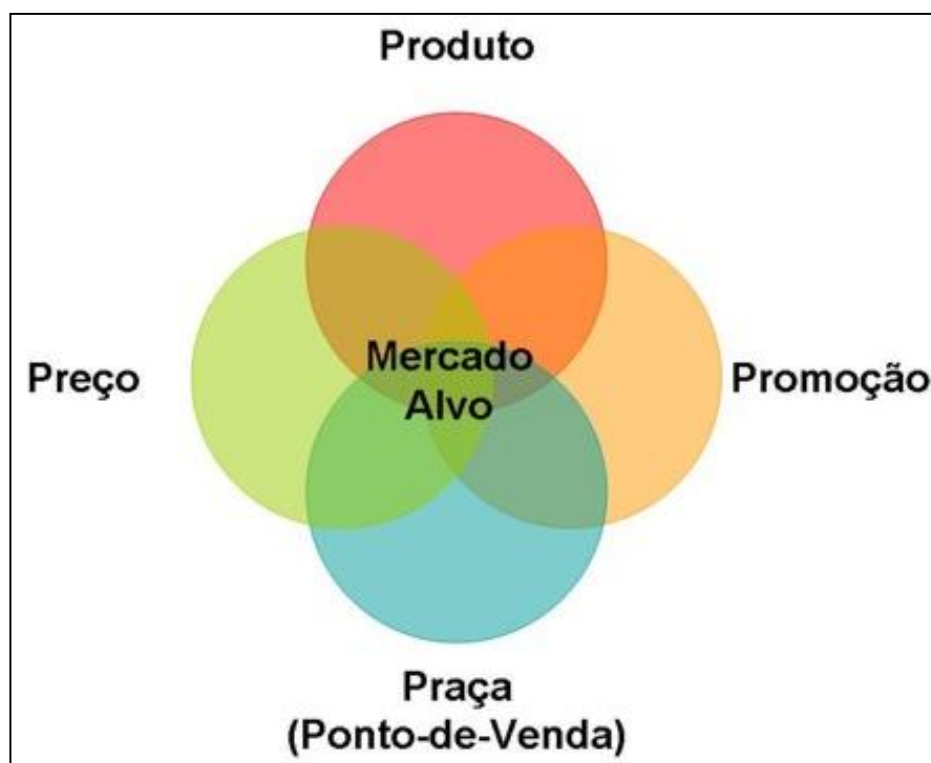 Produto
Preço
Mercado
Alvo
Promoção
Praça
(Ponto-de-Venda)